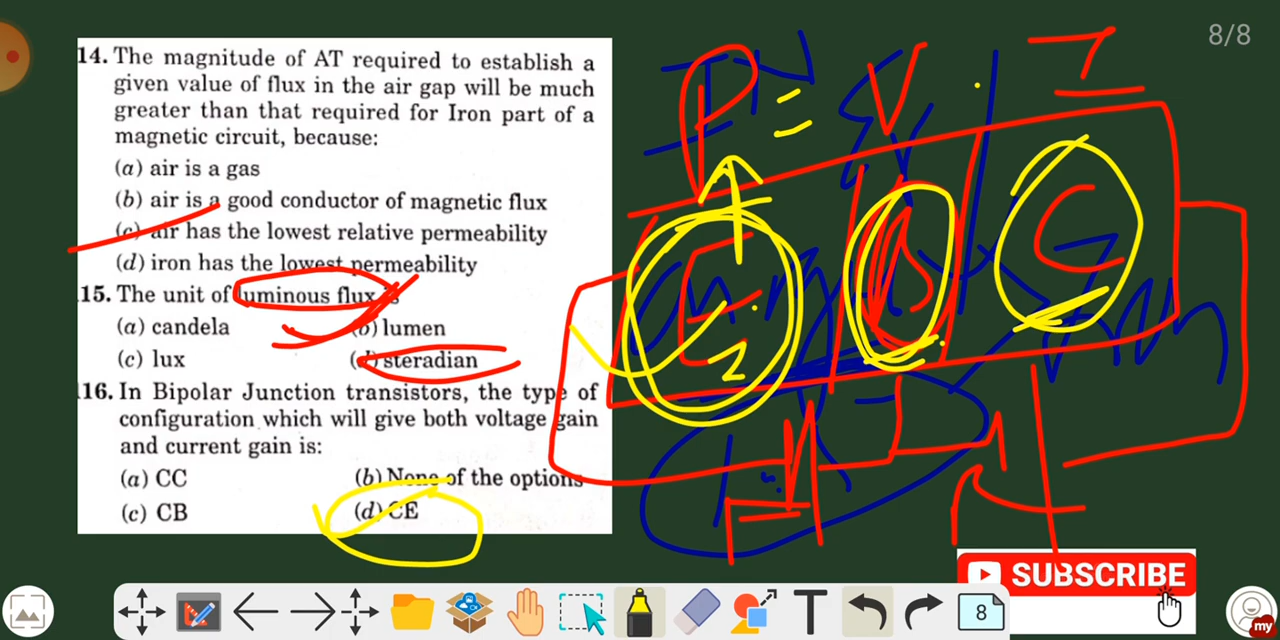 8/8
14. The magnitude of AT required to establish a
given value of flux in the air gap will be much
greater than that required for Iron part of a
magnetic circuit, because:
(a) air is a gas
(b) air is a good conductor of magnetic flux
(c) air has the lowest relative permeability
(d) iron has the lowest permeability
15. The unit of luminous flux is
(a) candela (b) lumen
(c) lux (d) steradian
16. In Bipolar Junction transistors, the type of
configuration which will give both voltage gain
and current gain is:
(a) CC (b) None of the options
(c) CB (d) CE
P = V I
E B C
SUBSCRIBE
T 8
my